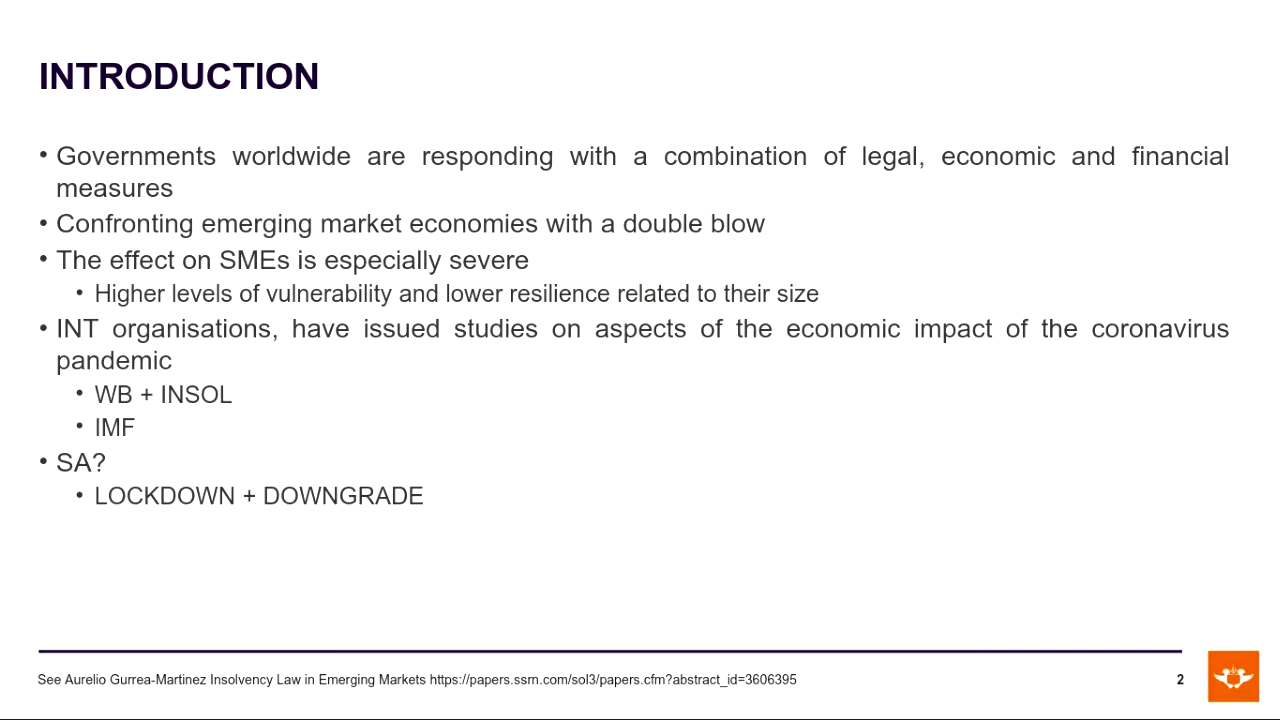 INTRODUCTION
• Governments worldwide are responding with a combination of legal, economic and financial
measures
• Confronting emerging market economies with a double blow
• The effect on SMEs is especially severe
• Higher levels of vulnerability and lower resilience related to their size
• INT organisations, have issued studies on aspects of the economic impact of the coronavirus
pandemic
• WB + INSOL
• IMF
• SA?
• LOCKDOWN + DOWNGRADE
See Aurelio Gurrea-Martinez Insolvency Law in Emerging Markets https://papers.ssrn.com/sol3/papers.cfm?abstract_id=3606395
2